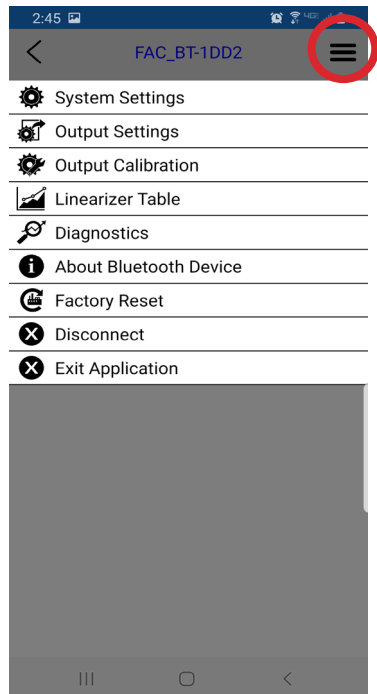 2:45
FAC_BT-1DD2
System Settings
Output Settings
Output Calibration
Linearizer Table
Diagnostics
About Bluetooth Device
Factory Reset
Disconnect
Exit Application